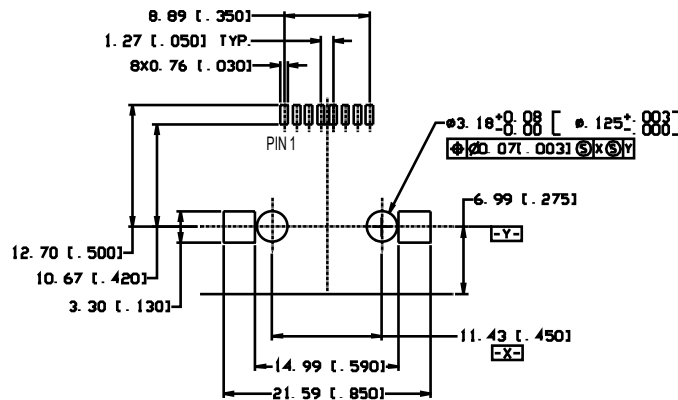 8.89 [.350]
1.27 [.050] TYP.
8X0.76 [.030]
PIN 1
ø3.18 +0.08 -0.00 [ ø.125 +.003 -.000
⌖ Ø0.07[.003] Ⓢ X Ⓢ Y
6.99 [.275]
-Y-
12.70 [.500]
10.67 [.420]
3.30 [.130]
11.43 [.450]
-X-
14.99 [.590]
21.59 [.850]